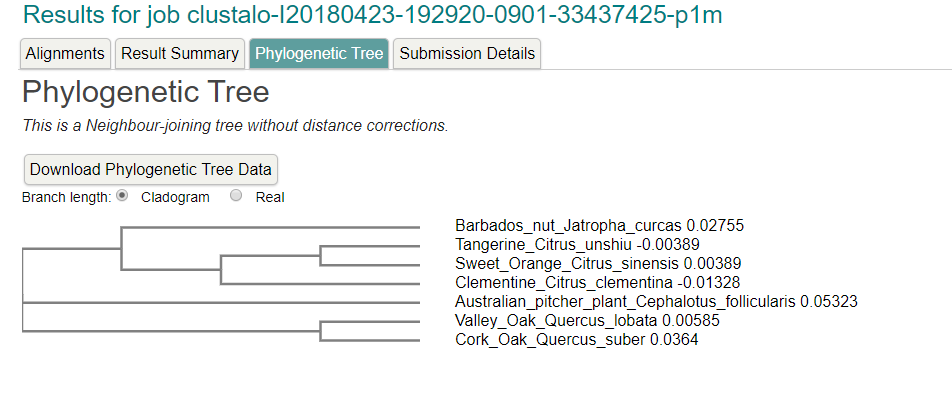 Results for job clustalo-I20180423-192920-0901-33437425-p1m
Alignments Result Summary Phylogenetic Tree Submission Details
Phylogenetic Tree
This is a Neighbour-joining tree without distance corrections.
Download Phylogenetic Tree Data
Branch length: Cladogram Real
Barbados_nut_Jatropha_curcas 0.02755
Tangerine_Citrus_unshiu -0.00389
Sweet_Orange_Citrus_sinensis 0.00389
Clementine_Citrus_clementina -0.01328
Australian_pitcher_plant_Cephalotus_follicularis 0.05323
Valley_Oak_Quercus_lobata 0.00585
Cork_Oak_Quercus_suber 0.0364